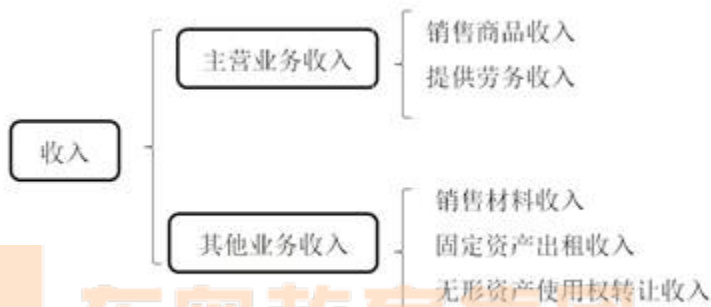 收入
主营业务收入
销售商品收入
提供劳务收入
其他业务收入
销售材料收入
固定资产出租收入
无形资产使用权转让收入